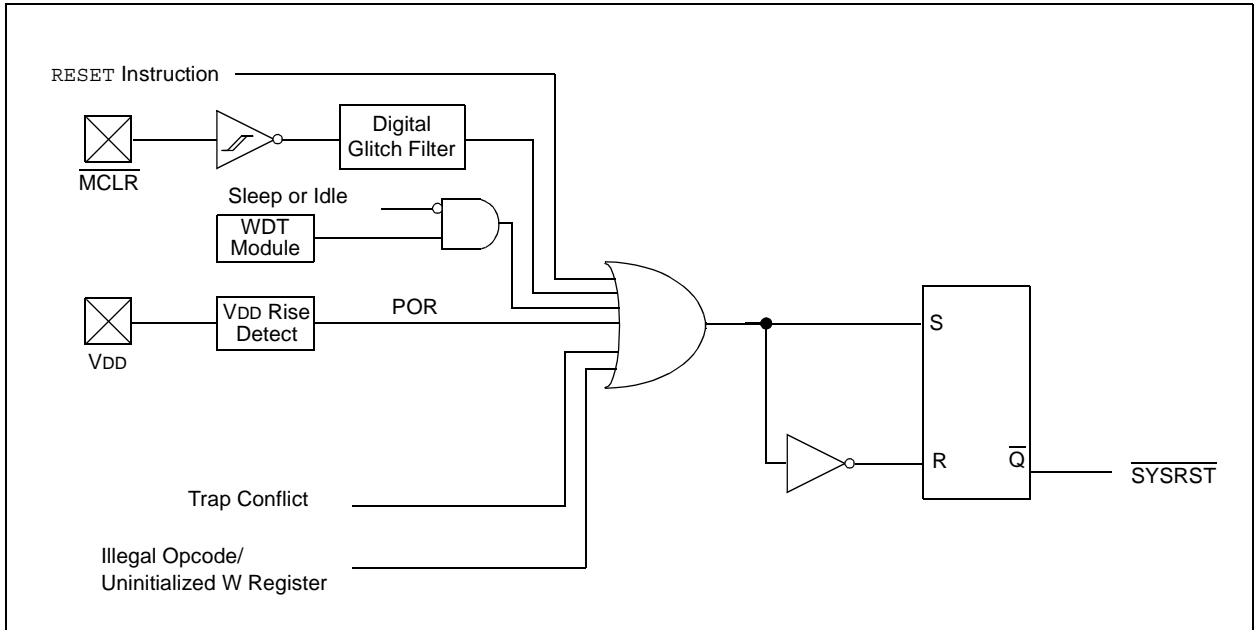 RESET Instruction
Digital
Glitch Filter
MCLR
Sleep or Idle
WDT
Module
VDD Rise
Detect
POR
VDD
S
R
Q
SYSRST
Trap Conflict
Illegal Opcode/
Uninitialized W Register